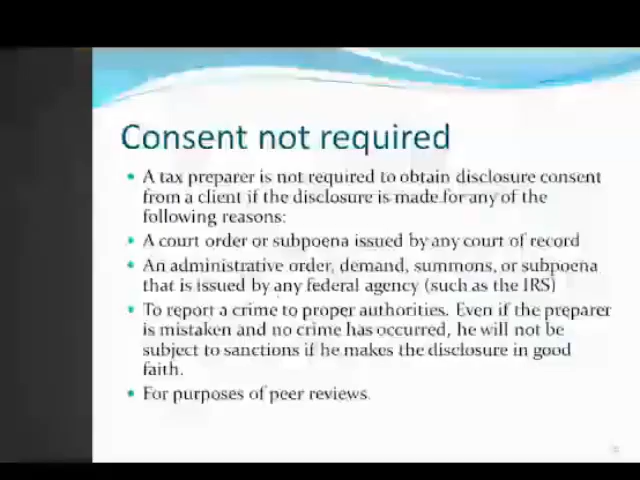 Consent not required
• A tax preparer is not required to obtain disclosure consent
from a client if the disclosure is made for any of the
following reasons:
• A court order or subpoena issued by any court of record
• An administrative order, demand, summons, or subpoena
that is issued by any federal agency (such as the IRS)
• To report a crime to proper authorities. Even if the preparer
is mistaken and no crime has occurred, he will not be
subject to sanctions if he makes the disclosure in good
faith.
• For purposes of peer reviews.